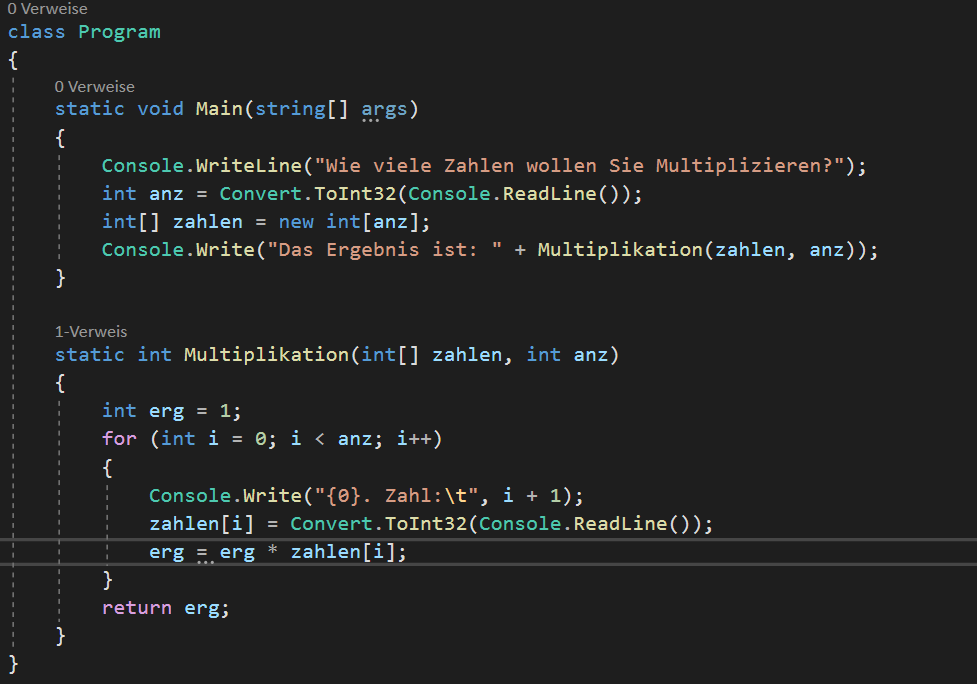 0 Verweise
class Program
{
0 Verweise
static void Main(string[] args)
{
Console.WriteLine("Wie viele Zahlen wollen Sie Multiplizieren?");
int anz = Convert.ToInt32(Console.ReadLine());
int[] zahlen = new int[anz];
Console.Write("Das Ergebnis ist: " + Multiplikation(zahlen, anz));
}
1-Verweis
static int Multiplikation(int[] zahlen, int anz)
{
int erg = 1;
for (int i = 0; i < anz; i++)
{
Console.Write("{0}. Zahl:\t", i + 1);
zahlen[i] = Convert.ToInt32(Console.ReadLine());
erg = erg * zahlen[i];
}
return erg;
}
}